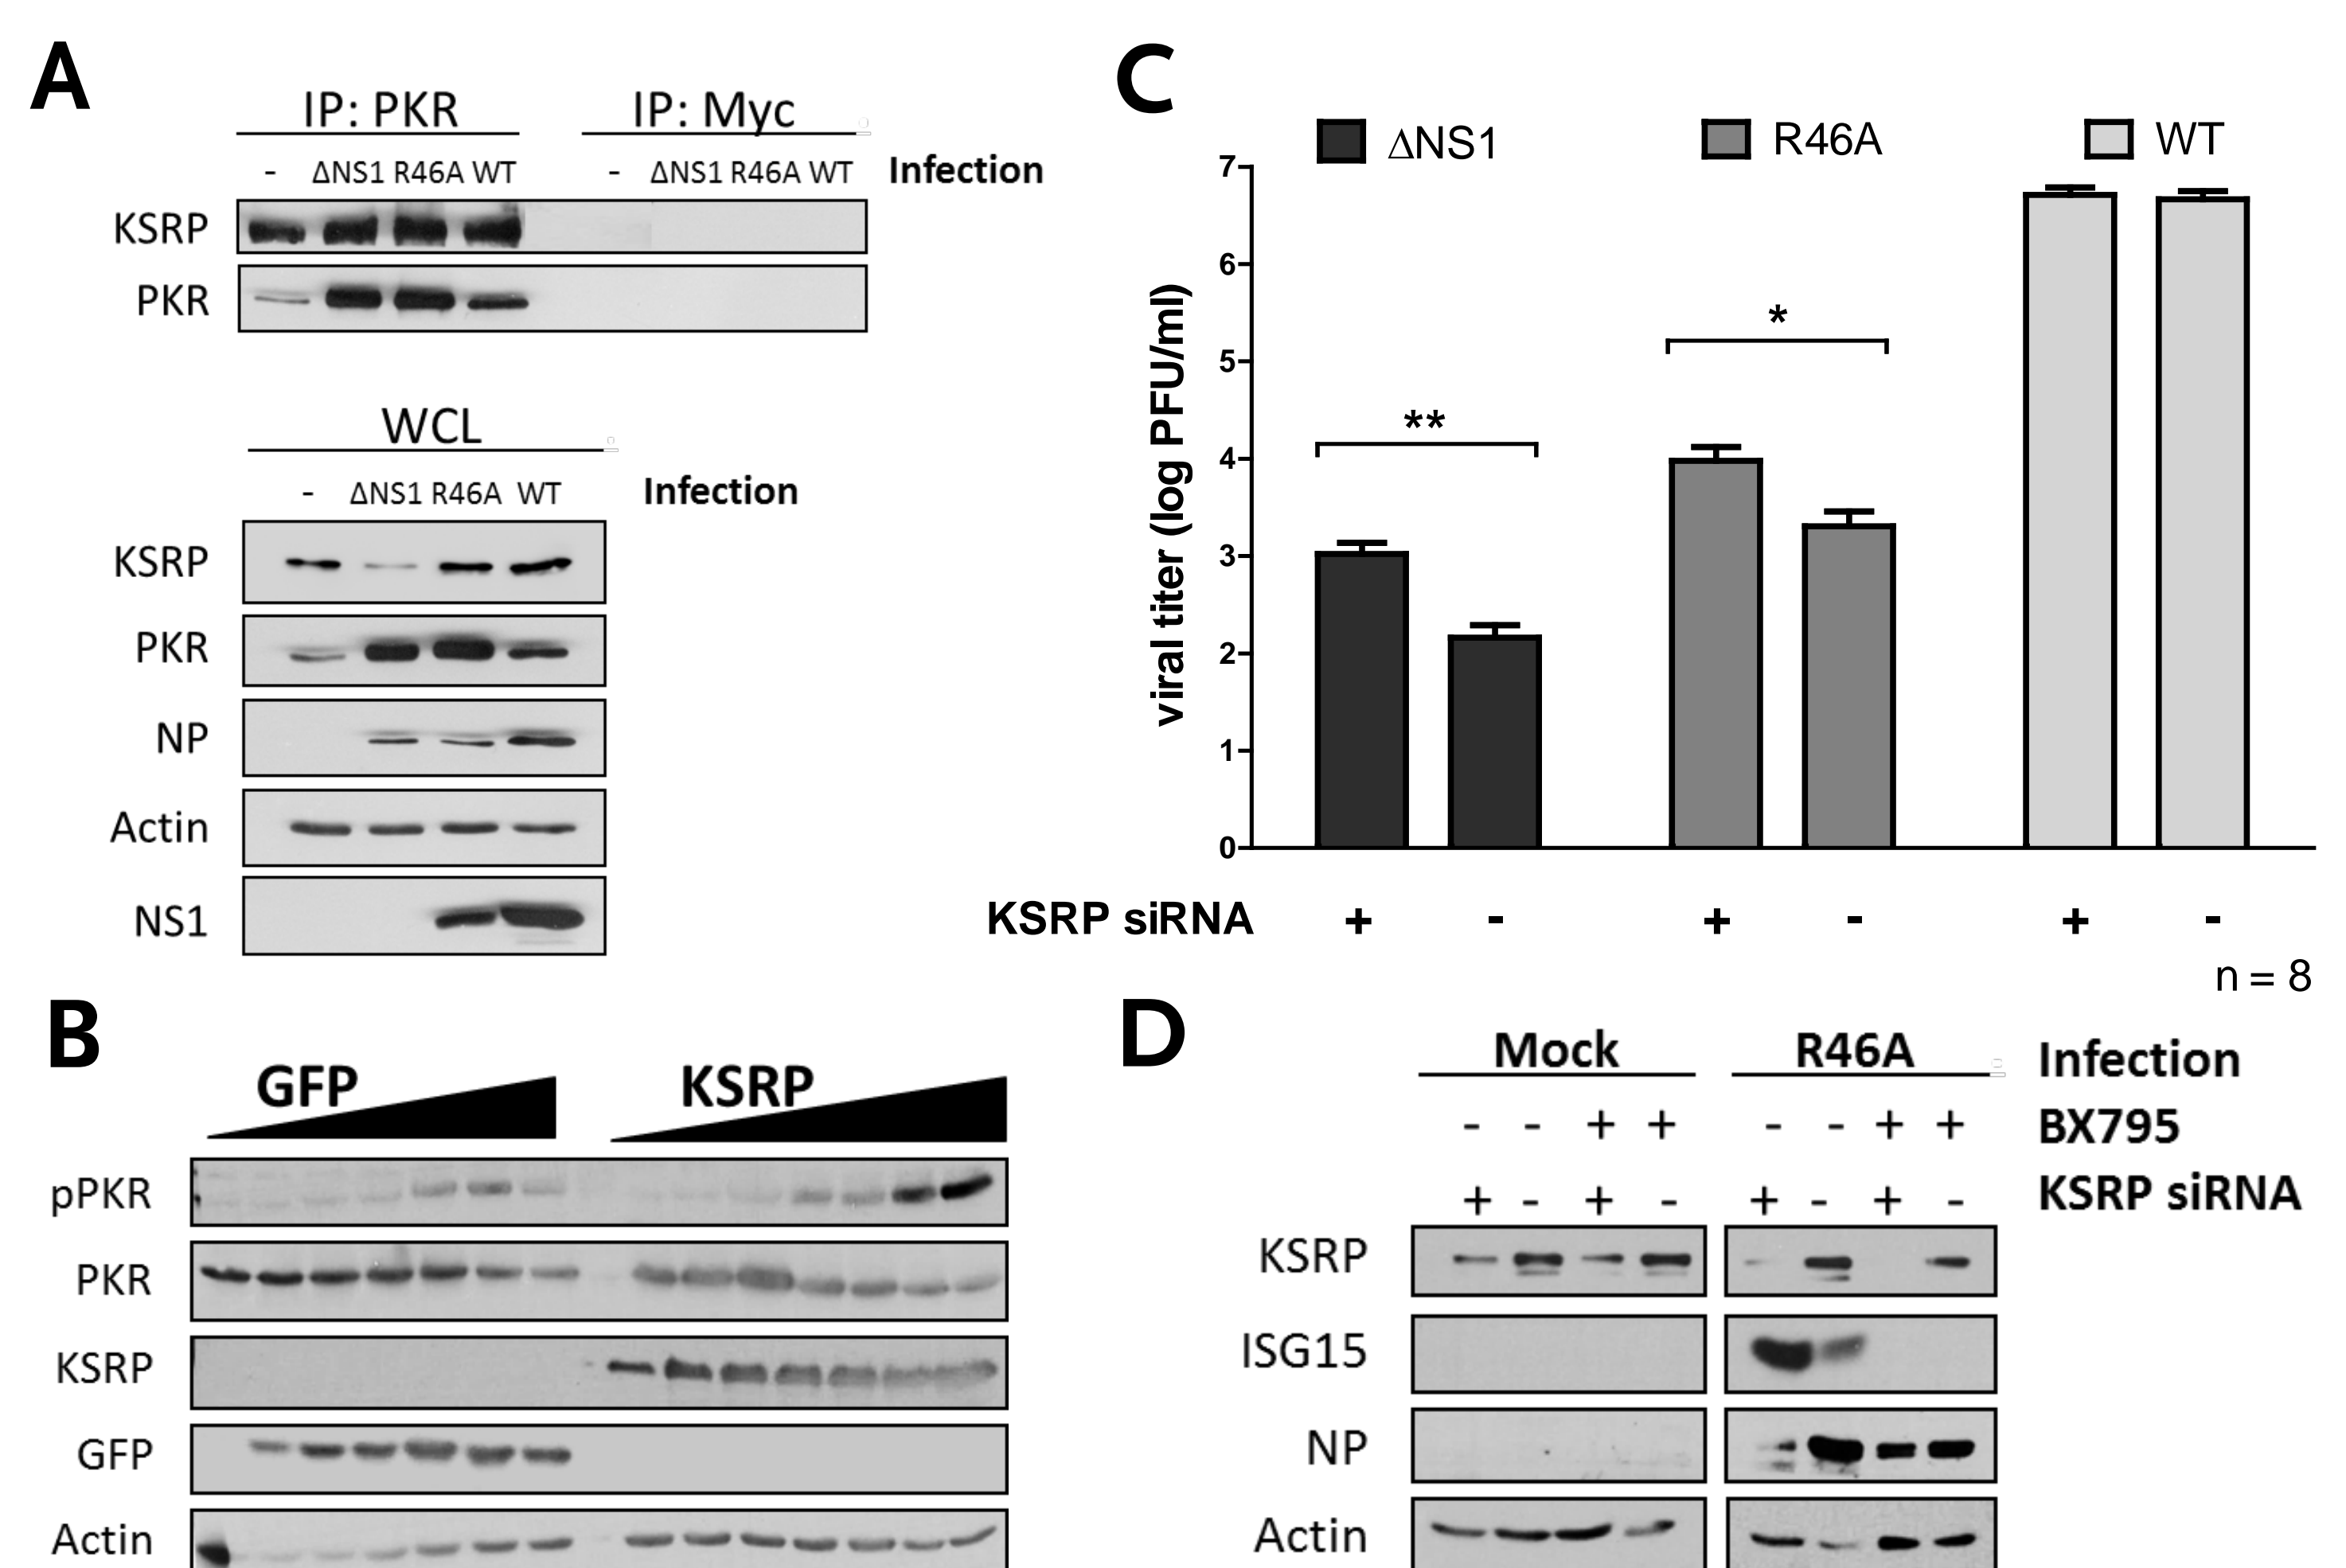 A
IP: PKR IP: Myc
- ΔNS1 R46A WT - ΔNS1 R46A WT Infection
KSRP
PKR
WCL
- ΔNS1 R46A WT Infection
KSRP
PKR
NP
Actin
NS1
B
GFP KSRP
pPKR
PKR
KSRP
GFP
Actin
C
ΔNS1 R46A WT
viral titer (log PFU/ml)
7
6
5
4
3
2
1
0
**
*
KSRP siRNA + - + - + -
n = 8
D
Mock R46A Infection
- - + + - - + + BX795
+ - + - + - + - KSRP siRNA
KSRP
ISG15
NP
Actin